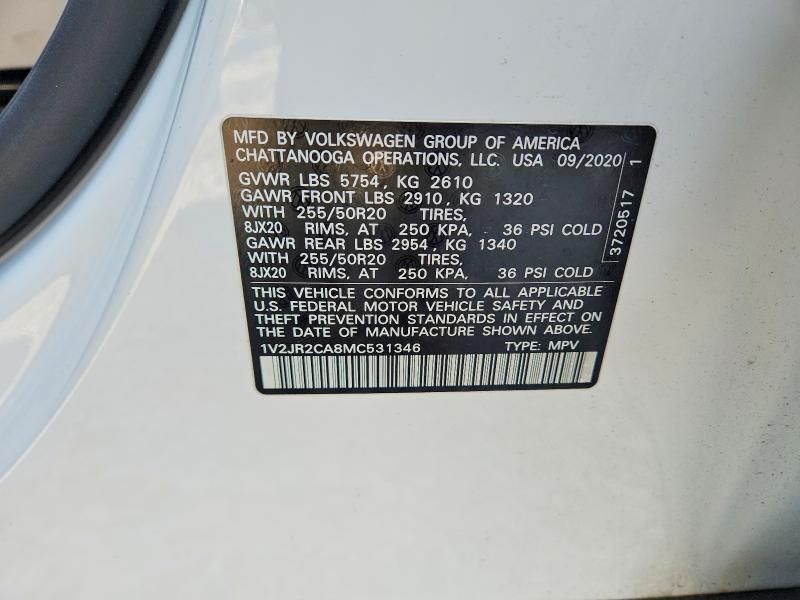 MFD BY VOLKSWAGEN GROUP OF AMERICA
CHATTANOOGA OPERATIONS, LLC. USA 09/2020
GVWR LBS 5754, KG 2610
GAWR FRONT LBS 2910, KG 1320
WITH 255/50R20 TIRES,
8JX20 RIMS, AT 250 KPA, 36 PSI COLD
GAWR REAR LBS 2954, KG 1340
WITH 255/50R20 TIRES,
8JX20 RIMS, AT 250 KPA, 36 PSI COLD
THIS VEHICLE CONFORMS TO ALL APPLICABLE
U.S. FEDERAL MOTOR VEHICLE SAFETY AND
THEFT PREVENTION STANDARDS IN EFFECT ON
THE DATE OF MANUFACTURE SHOWN ABOVE.
1V2JR2CA8MC531346 TYPE: MPV
3720517 1